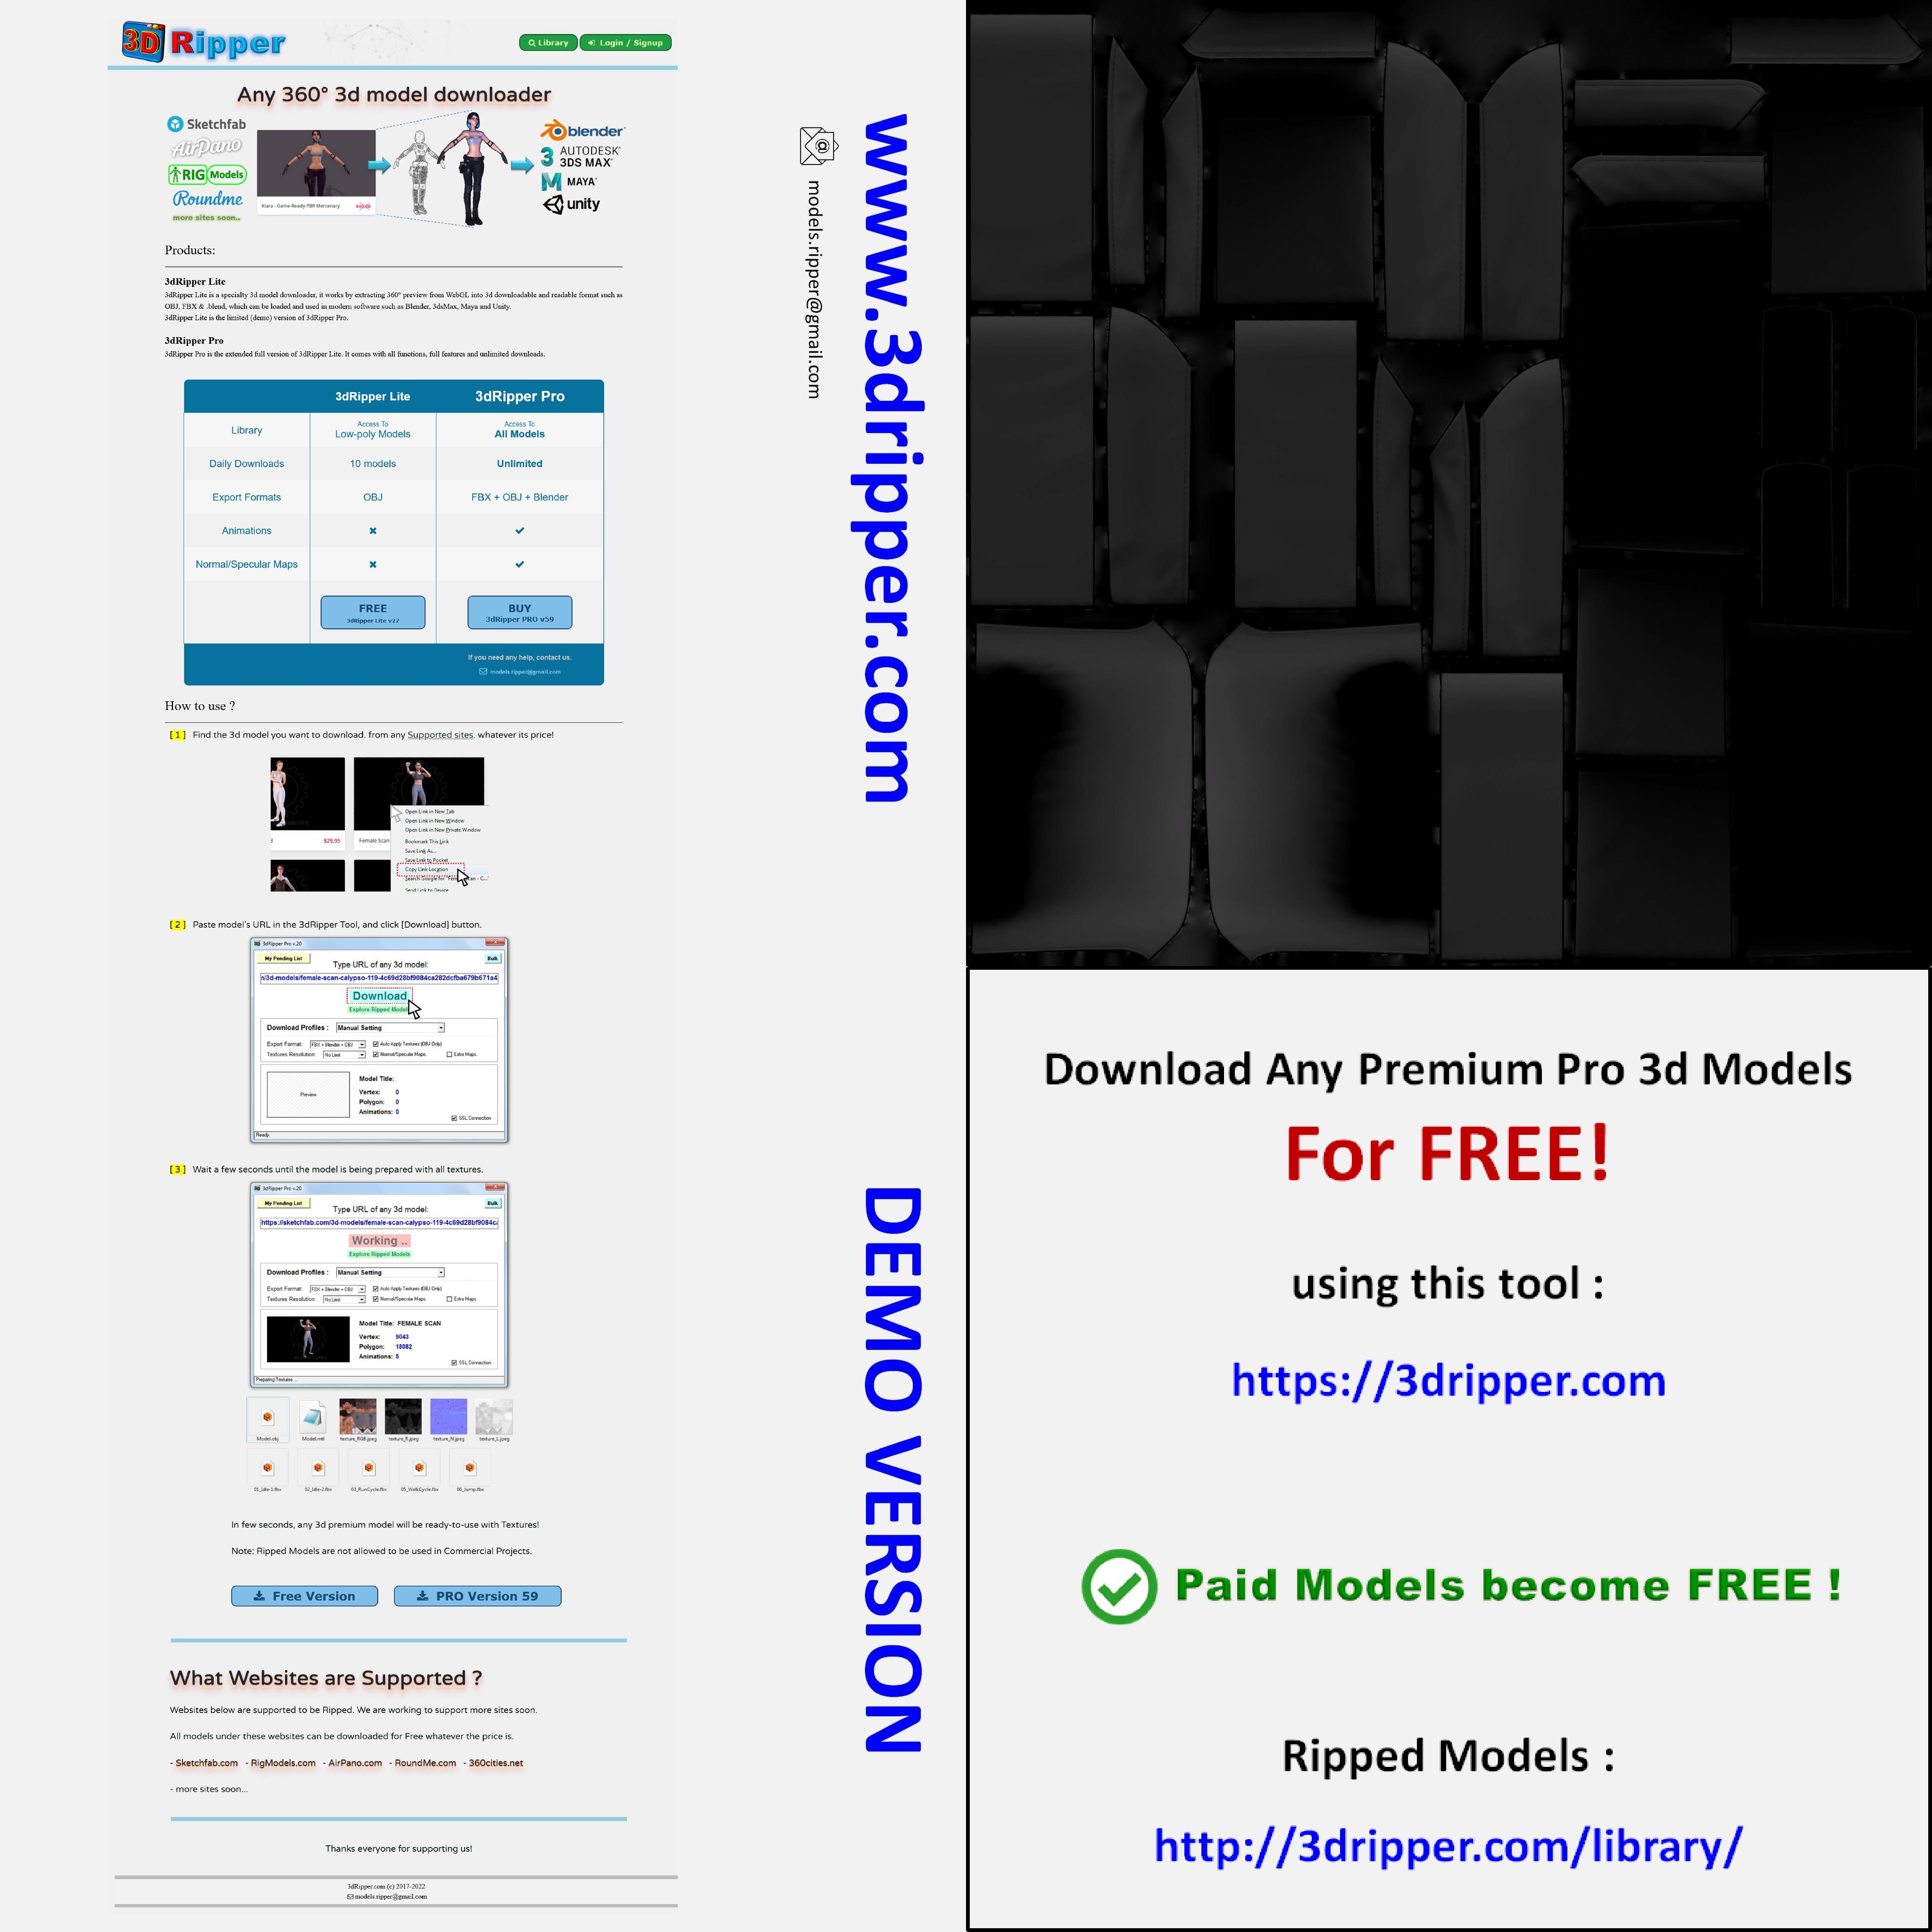 3D Ripper
Library
Login / Signup
Any 360° 3d model downloader
Sketchfab
AirPano
RIG Models
Roundme
more sites soon..
Kiara - Game-Ready PBR Mercenary
blender
3 AUTODESK
3DS MAX
M MAYA
unity
Products:
3dRipper Lite
3dRipper Lite is a specialty 3d model downloader, it works by extracting 360° preview from WebGL into 3d downloadable and readable format such as
OBJ, FBX & .blend, which can be loaded and used in modern software such as Blender, 3dsMax, Maya and Unity.
3dRipper Lite is the limited (demo) version of 3dRipper Pro.
3dRipper Pro
3dRipper Pro is the extended full version of 3dRipper Lite. It comes with all functions, full features and unlimited downloads.
3dRipper Lite 3dRipper Pro
Library Access To Low-poly Models Access To All Models
Daily Downloads 10 models Unlimited
Export Formats OBJ FBX + OBJ + Blender
Animations ✖ ✔
Normal/Specular Maps ✖ ✔
FREE
3dRipper Lite v27
BUY
3dRipper PRO v59
If you need any help, contact us.
models.ripper@gmail.com
How to use ?
[ 1 ] Find the 3d model you want to download. from any Supported sites. whatever its price!
$29.95
Female Scan
Open Link in New Tab
Open Link in New Window
Open Link in New Private Window
Bookmark This Link
Save Link As...
Save Link to Pocket
Copy Link Location
Send Link to Device
[ 2 ] Paste model's URL in the 3dRipper Tool, and click [Download] button.
3dRipper Pro v.20
My Pending List
Bulk
Type URL of any 3d model:
n/3d-models/female-scan-calypso-119-4c69d28bf9084ca282dcfba679b671a4
Download
Explore Ripped Models
Download Profiles : Manual Setting
Export Format: FBX + Blender + OBJ Auto Apply Textures (OBJ Only)
Textures Resolution: No Limit Normal/Specular Maps Extra Maps
Preview
Model Title:
Vertex: 0
Polygon: 0
Animations: 0
SSL Connection
Ready.
[ 3 ] Wait a few seconds until the model is being prepared with all textures.
3dRipper Pro v.20
My Pending List
Bulk
Type URL of any 3d model:
https://sketchfab.com/3d-models/female-scan-calypso-119-4c69d28bf9084c
Working ..
Explore Ripped Models
Download Profiles : Manual Setting
Export Format: FBX + Blender + OBJ Auto Apply Textures (OBJ Only)
Textures Resolution: No Limit Normal/Specular Maps Extra Maps
Model Title: FEMALE SCAN
Vertex: 9043
Polygon: 18082
Animations: 5
SSL Connection
Preparing Textures ..
Model.obj Model.mtl texture_RGB.jpeg texture_R.jpeg texture_N.jpeg texture_L.jpeg
01_Idle-1.fbx 02_Idle-2.fbx 03_RunCycle.fbx 05_WalkCycle.fbx 06_Jump.fbx
In few seconds, any 3d premium model will be ready-to-use with Textures!
Note: Ripped Models are not allowed to be used in Commercial Projects.
Free Version
PRO Version 59
What Websites are Supported ?
Websites below are supported to be Ripped. We are working to support more sites soon.
All models under these websites can be downloaded for Free whatever the price is.
- Sketchfab.com - RigModels.com - AirPano.com - RoundMe.com - 360cities.net
- more sites soon...
Thanks everyone for supporting us!
3dRipper.com (c) 2017-2022
models.ripper@gmail.com
models.ripper@gmail.com
www.3dripper.com
DEMO VERSION
Download Any Premium Pro 3d Models
For FREE!
using this tool :
https://3dripper.com
Paid Models become FREE !
Ripped Models :
http://3dripper.com/library/